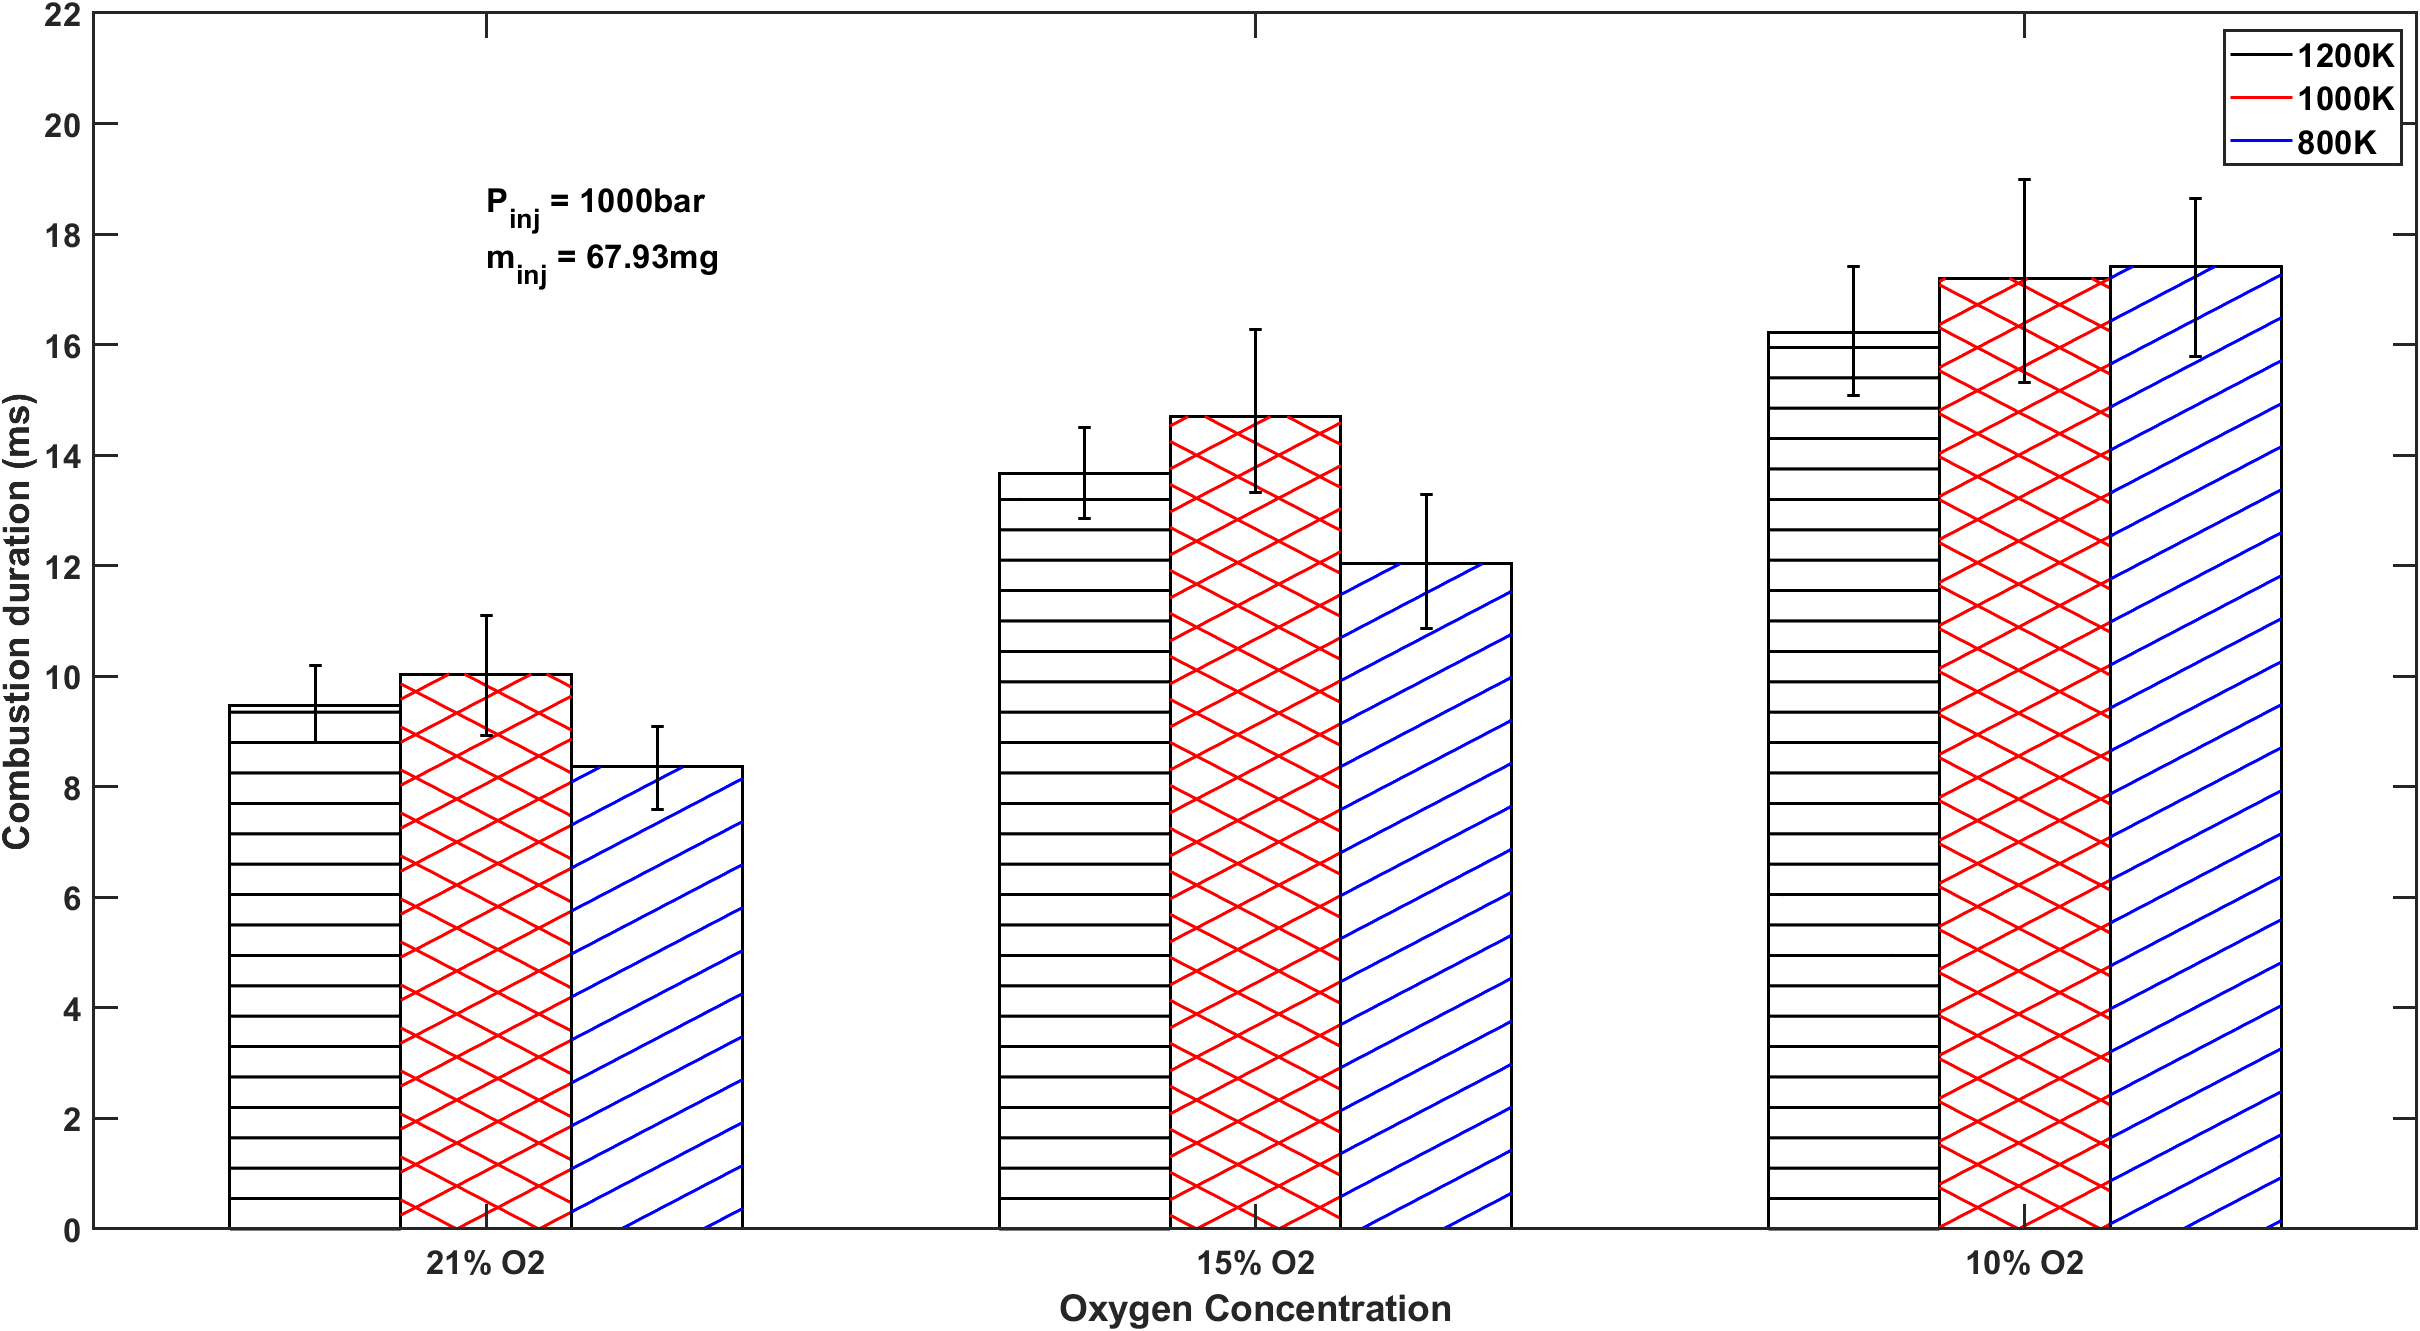 22
20
18
16
14
12
10
8
6
4
2
0
Combustion duration (ms)
P_inj = 1000bar
m_inj = 67.93mg
1200K
1000K
800K
21% O2
15% O2
10% O2
Oxygen Concentration